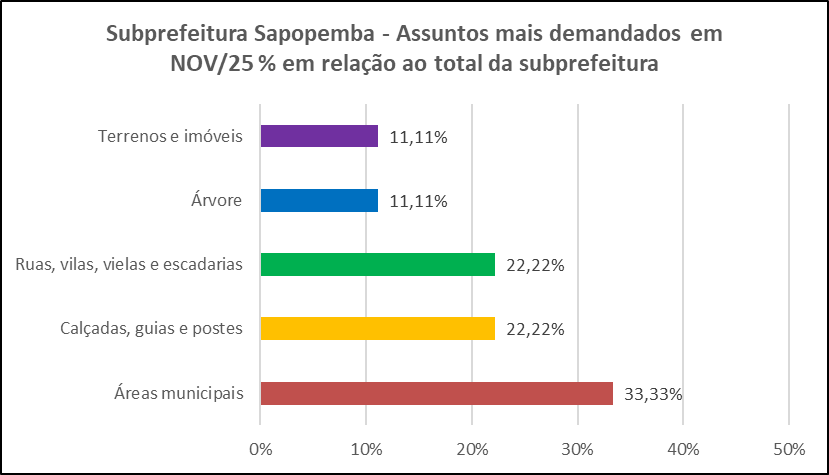 Subprefeitura Sapopemba - Assuntos mais demandados em
NOV/25 % em relação ao total da subprefeitura
Terrenos e imóveis
11,11%
Árvore
11,11%
Ruas, vilas, vielas e escadarias
22,22%
Calçadas, guias e postes
22,22%
Áreas municipais
33,33%
0%
10%
20%
30%
40%
50%